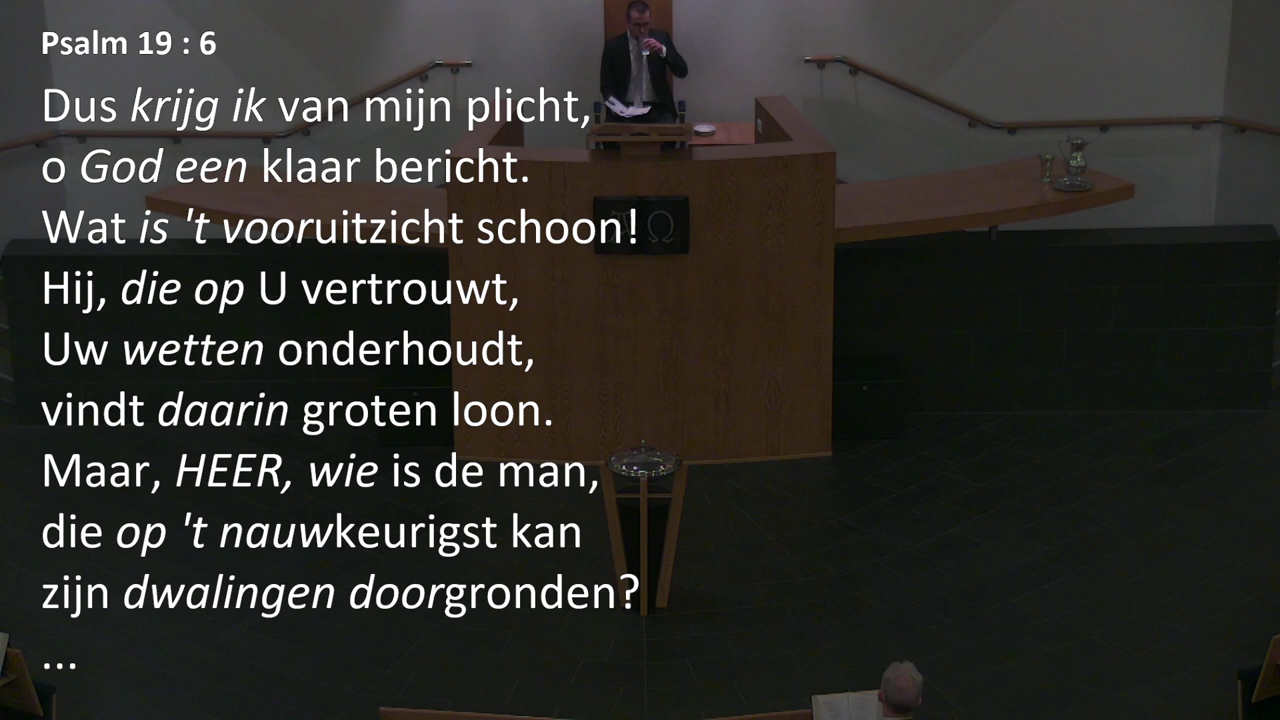 Psalm 19 : 6
Dus krijg ik van mijn plicht,
o God een klaar bericht.
Wat is 't vooruitzicht schoon!
Hij, die op U vertrouwt,
Uw wetten onderhoudt,
vindt daarin groten loon.
Maar, HEER, wie is de man,
die op 't nauwkeurigst kan
zijn dwalingen doorgronden?
...
Α Ω